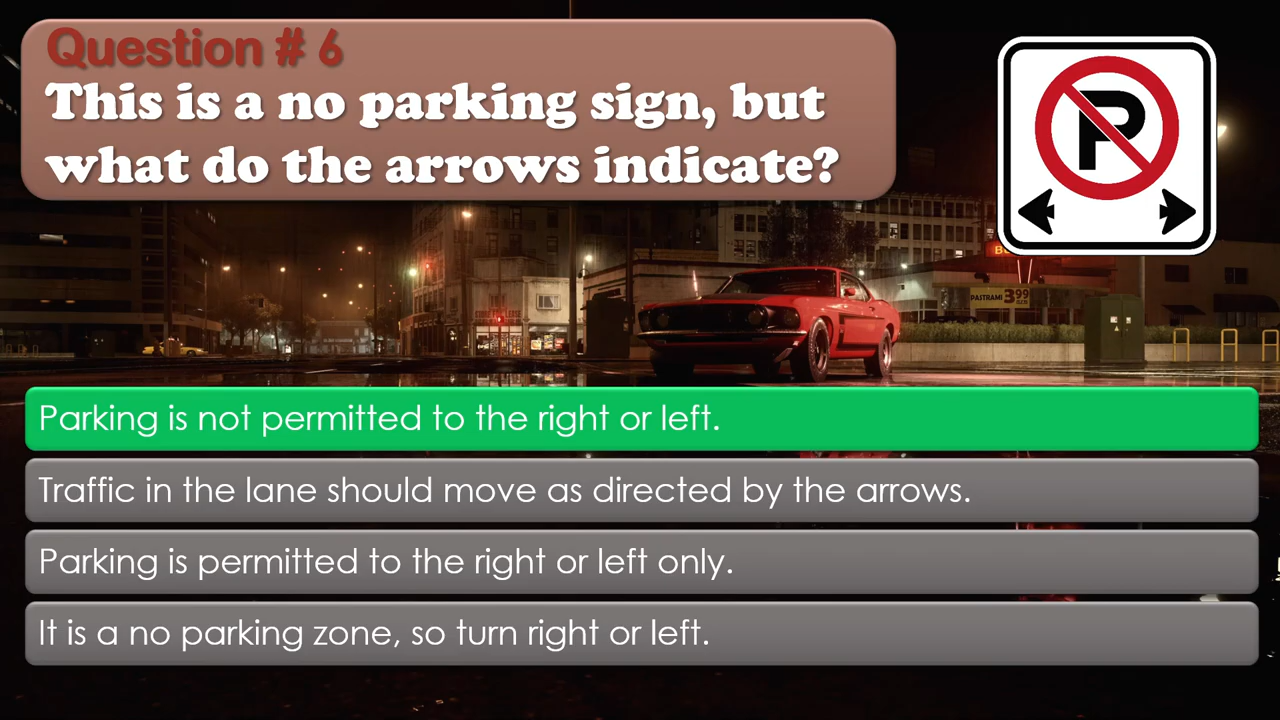 Question # 6
This is a no parking sign, but
what do the arrows indicate?
P
PASTRAMI 3.99
Parking is not permitted to the right or left.
Traffic in the lane should move as directed by the arrows.
Parking is permitted to the right or left only.
It is a no parking zone, so turn right or left.